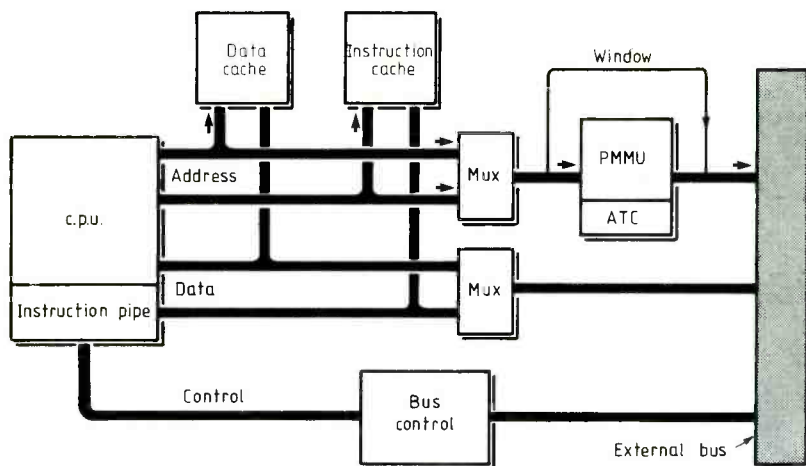 Data
cache
Instruction
cache
Window
Address
Mux
PMMU
ATC
c.p.u.
Data
Mux
Instruction pipe
Control
Bus
control
External bus